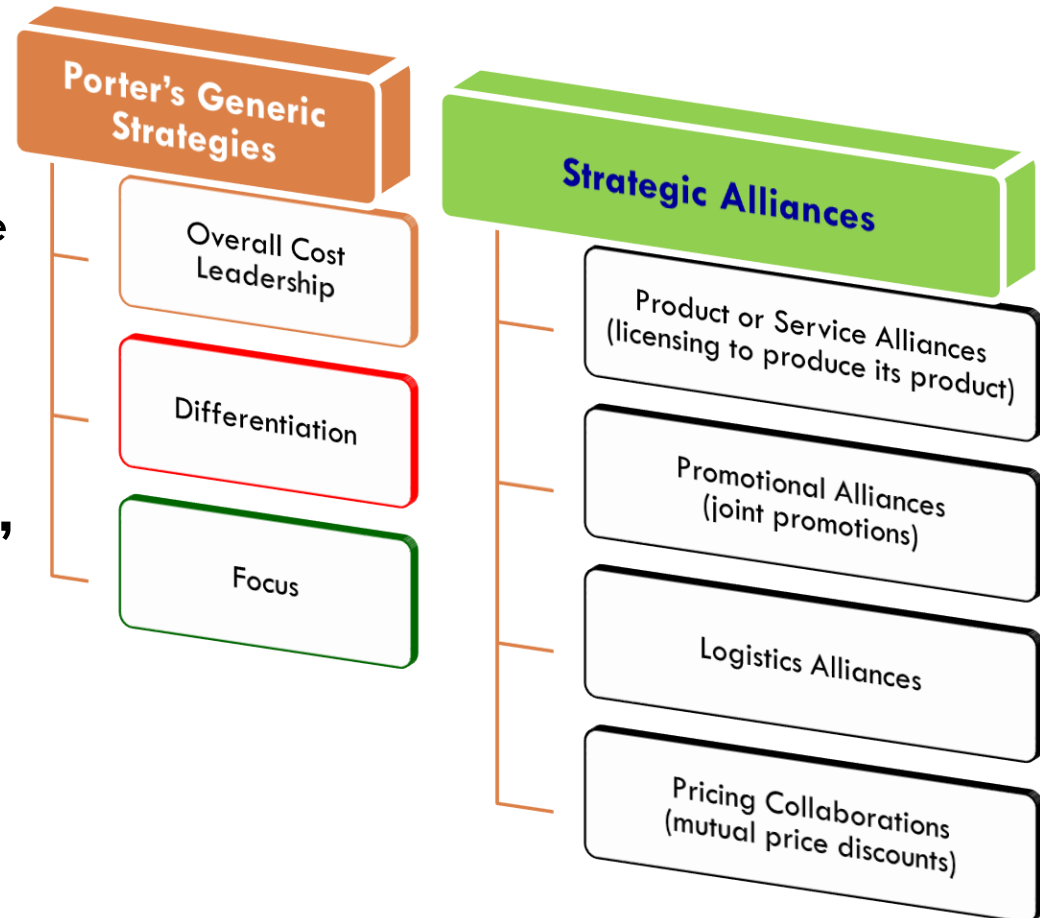 Porter's Generic
Strategies
Overall Cost
Leadership
Differentiation
Focus
Strategic Alliances
Product or Service Alliances
(licensing to produce its product)
Promotional Alliances
(joint promotions)
Logistics Alliances
Pricing Collaborations
(mutual price discounts)